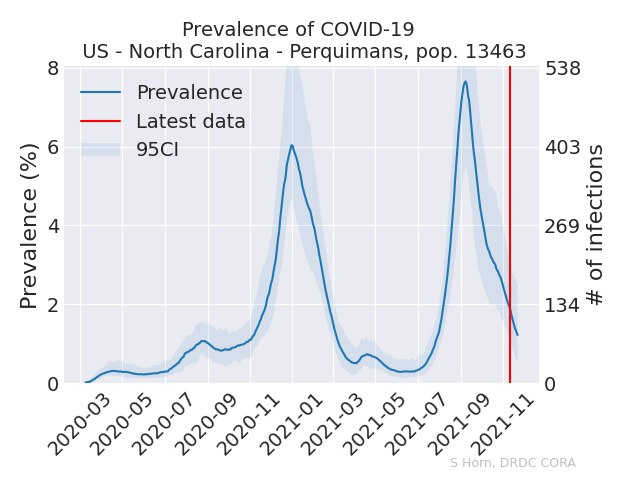 Prevalence of COVID-19
US - North Carolina - Perquimans, pop. 13463
Prevalence (%)
8
6
4
2
0
Prevalence
Latest data
95CI
538
403
269
134
0
# of infections
2020-03
2020-05
2020-07
2020-09
2020-11
2021-01
2021-03
2021-05
2021-07
2021-09
2021-11
S Horn, DRDC CORA